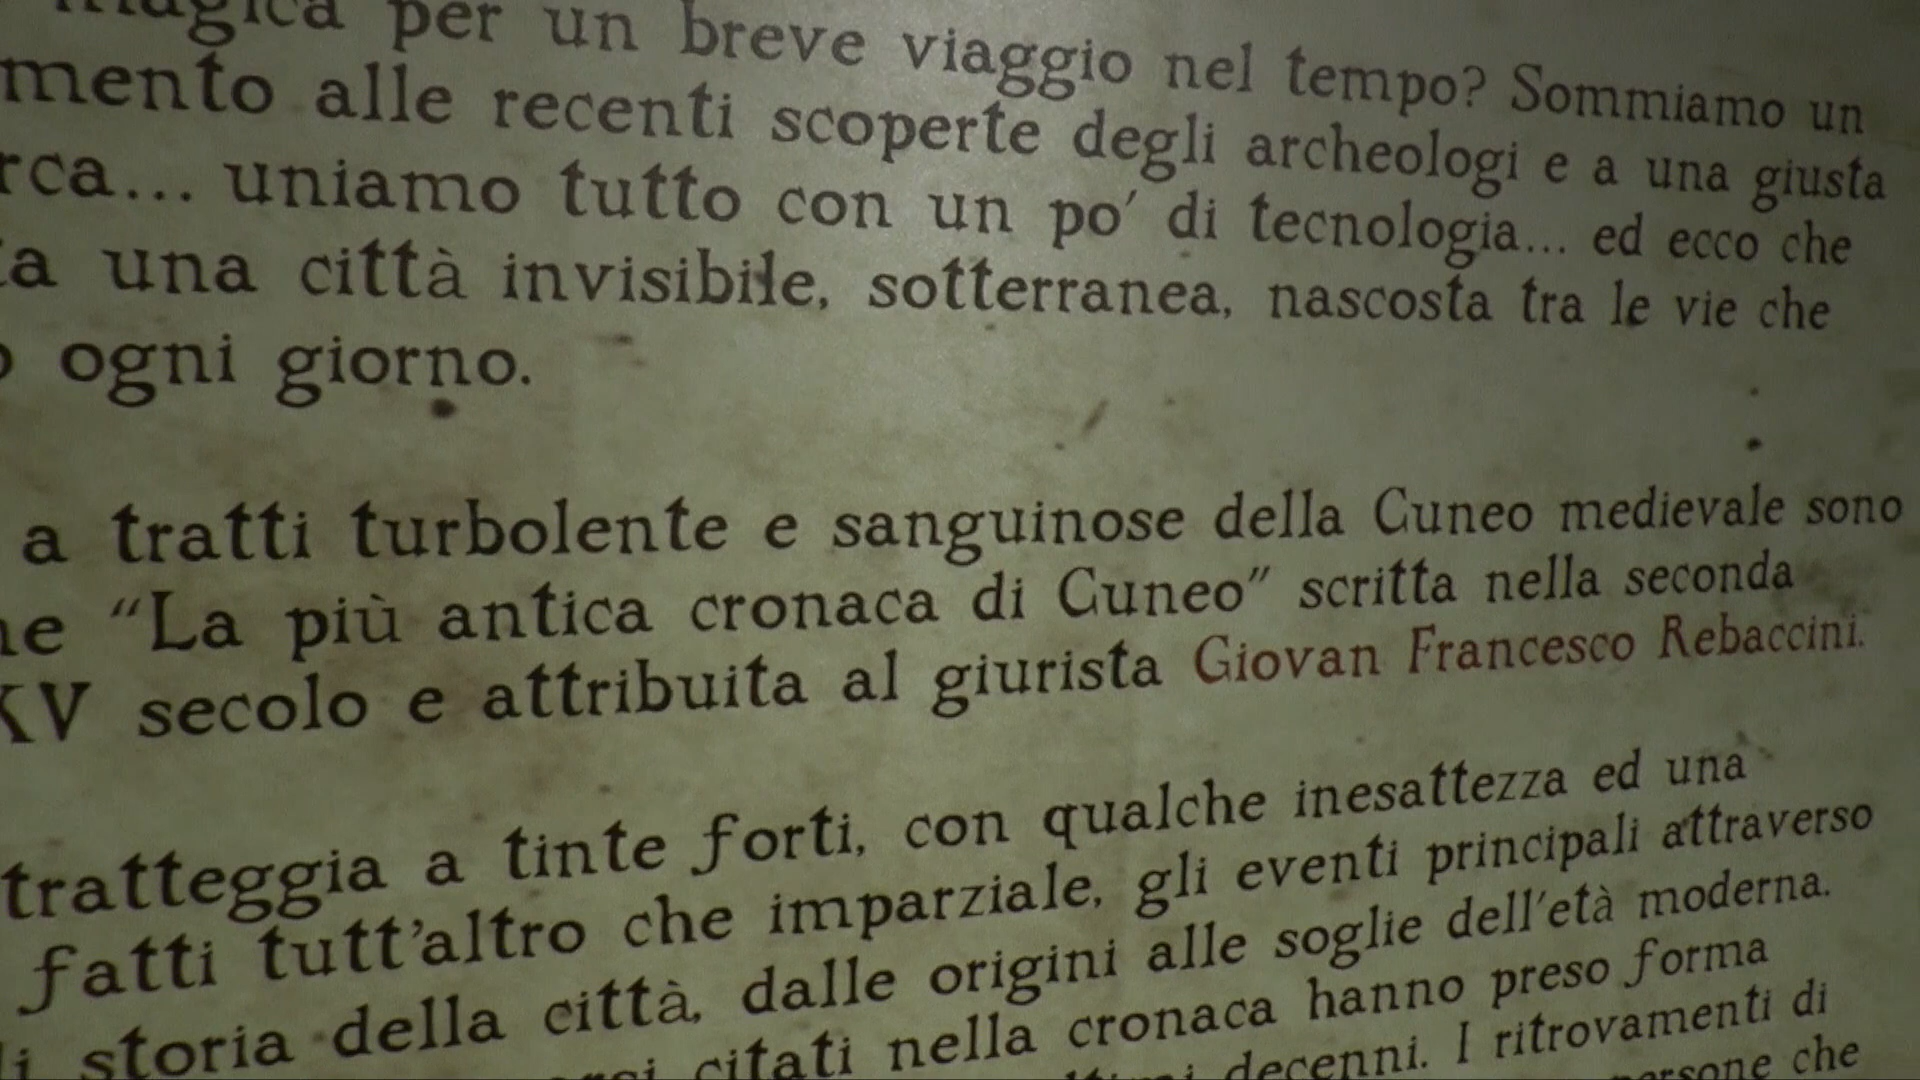 magica per un breve viaggio nel tempo? Sommiamo un
mento alle recenti scoperte degli archeologi e a una giusta
rca... uniamo tutto con un po' di tecnologia... ed ecco che
ta una città invisibile, sotterranea, nascosta tra le vie che
o ogni giorno.
a tratti turbolente e sanguinose della Cuneo medievale sono
ne “La più antica cronaca di Cuneo” scritta nella seconda
XV secolo e attribuita al giurista Giovan Francesco Rebaccini.
tratteggia a tinte forti, con qualche inesattezza ed una
fatti tutt'altro che imparziale, gli eventi principali attraverso
di storia della città, dalle origini alle soglie dell'età moderna.
citati nella cronaca hanno preso forma
decenni. I ritrovamenti di
persone che